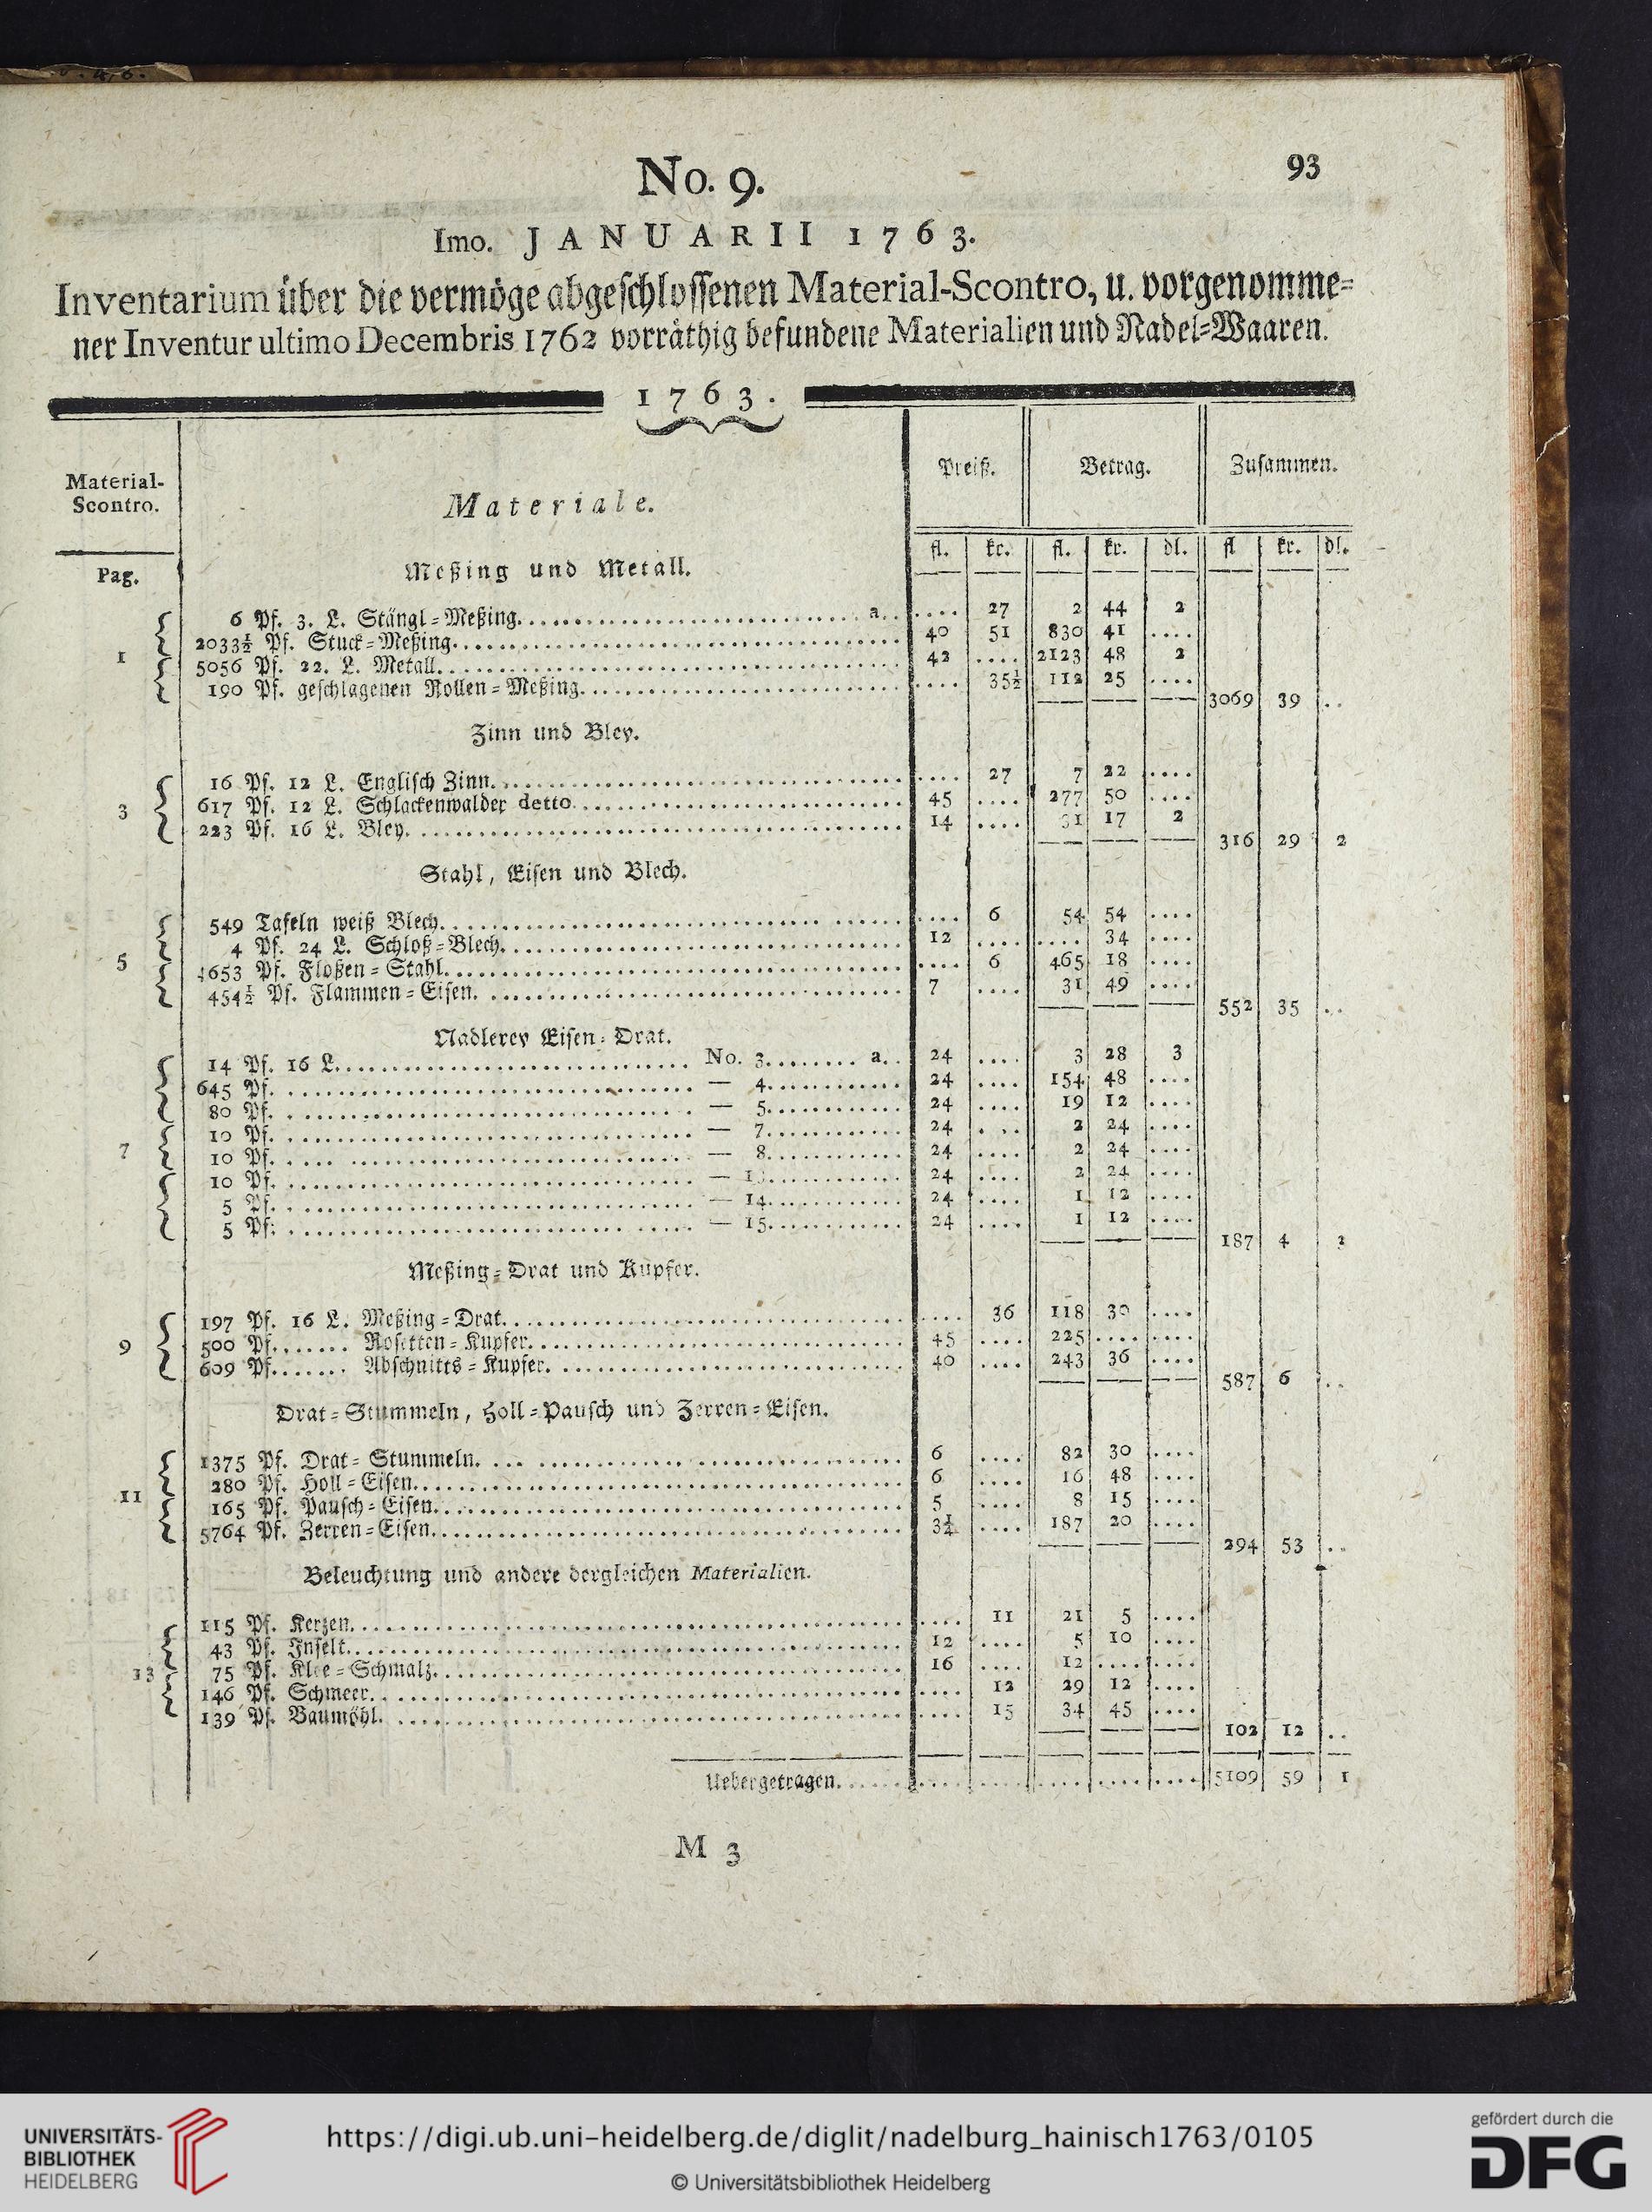 No. 9.
93
Imo. JANUARII 1763.
Inventarium über die vermöge abgeschlossenen Material-Scontro, u. vorgenomme=
ner Inventur ultimo Decembris 1762 vorräthig befundene Materialien und Nadel=Waaren.
1763.
Material-Scontro. Materiale. Preiß. Betrag. Zusammen.
Pag. fl. kr. fl. kr. dl. fl kr. dl.
Meßing und Metall.
6 Pf. 3. L. Stängl=Meßing. a. .... 27 2 44 2
2033½ Pf. Stuck=Meßing. 40 51 830 41 ....
1
5056 Pf. 22. L. Metall. 42 .... 2123 48 2
190 Pf. geschlagenen Rollen=Meßing. .... 35½ 112 25 ....
3069 39 ..
Zinn und Bley.
16 Pf. 12 L. Englisch Zinn. .... 27 7 22 ....
3 617 Pf. 12 L. Schlackenwalder detto. 45 .... 277 50 ....
223 Pf. 16 L. Bley. 14 .... 31 17 2
316 29 2
Stahl, Eisen und Blech.
549 Tafeln weiß Blech. .... 6 54 54 ....
4 Pf. 24 L. Schloß=Blech. 12 .... .... 34 ....
5 4653 Pf. Floßen=Stahl. .... 6 465 18 ....
454½ Pf. Flammen=Eisen. 7 .... 31 49 ....
552 35 ..
Nadlerey Eisen=Drat.
14 Pf. 16 L. No. 3. a. 24 .... 3 28 3
645 Pf. — 4. 24 .... 154 48 ....
80 Pf. — 5. 24 .... 19 12 ....
10 Pf. — 7. 24 .... 2 24 ....
7 10 Pf. — 8. 24 .... 2 24 ....
10 Pf. — 24 .... 2 24 ....
5 Pf. — 14. 24 .... 1 12 ....
5 Pf. — 15. 24 .... 1 12 ....
187 4 3
Meßing=Drat und Kupfer.
197 Pf. 16 L. Meßing=Drat. .... 36 118 30 ....
9 500 Pf. Rosetten=Kupfer. 45 .... 225 .... ....
609 Pf. Abschnitts=Kupfer. 40 .... 243 36 ....
587 6 ..
Drat=Stummeln, Holl=Pausch und Zerren=Eisen.
1375 Pf. Drat=Stummeln. 6 .... 82 30 ....
280 Pf. Holl=Eisen. 6 .... 16 48 ....
11 165 Pf. Pausch=Eisen. 5 .... 8 15 ....
5764 Pf. Zerren=Eisen. 3¼ .... 187 20 ....
294 53 ..
Beleuchtung und andere dergleichen Materialien.
115 Pf. Kerzen. .... 11 21 5 ....
43 Pf. Inselt. 12 .... 5 10 ....
13 75 Pf. Klee=Schmalz. 16 .... 12 .... ....
146 Pf. Schmeer. .... 12 29 12 ....
139 Pf. Baumöhl. .... 15 34 45 ....
102 12 ..
Uebergetragen. 5109 59 1
M 3
UNIVERSITÄTS-
BIBLIOTHEK
HEIDELBERG
https://digi.ub.uni-heidelberg.de/diglit/nadelburg_hainisch1763/0105
© Universitätsbibliothek Heidelberg
gefördert durch die
DFG